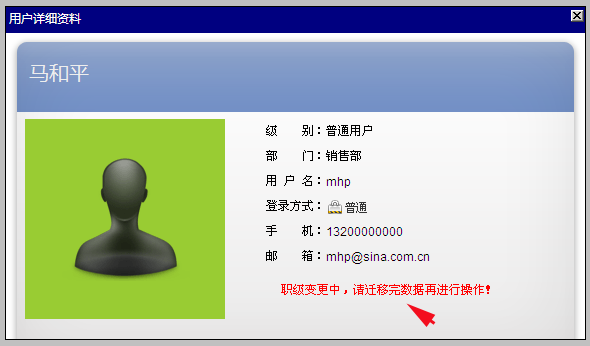 用户详细资料
马和平
级 别：普通用户
部 门：销售部
用 户 名：mhp
登录方式：普通
手 机：13200000000
邮 箱：mhp@sina.com.cn
职级变更中，请迁移完数据再进行操作！